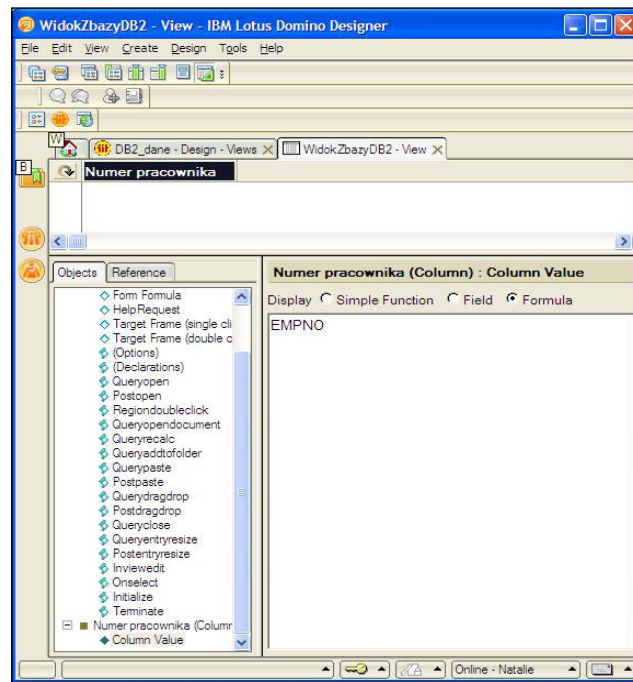 WidokZbazyDB2 - View - IBM Lotus Domino Designer
File Edit View Create Design Tools Help
W
DB2_dane - Design - Views
WidokZbazyDB2 - View
B
Numer pracownika
Objects Reference
Numer pracownika (Column) : Column Value
Display Simple Function Field Formula
EMPNO
Form Formula
HelpRequest
Target Frame (single cli
Target Frame (double c
(Options)
(Declarations)
Queryopen
Postopen
Regiondoubleclick
Queryopendocument
Queryrecalc
Queryaddtofolder
Querypaste
Postpaste
Querydragdrop
Postdragdrop
Queryclose
Queryentryresize
Postentryresize
Inviewedit
Onselect
Initialize
Terminate
Numer pracownika (Columr
Column Value
Online - Natalie